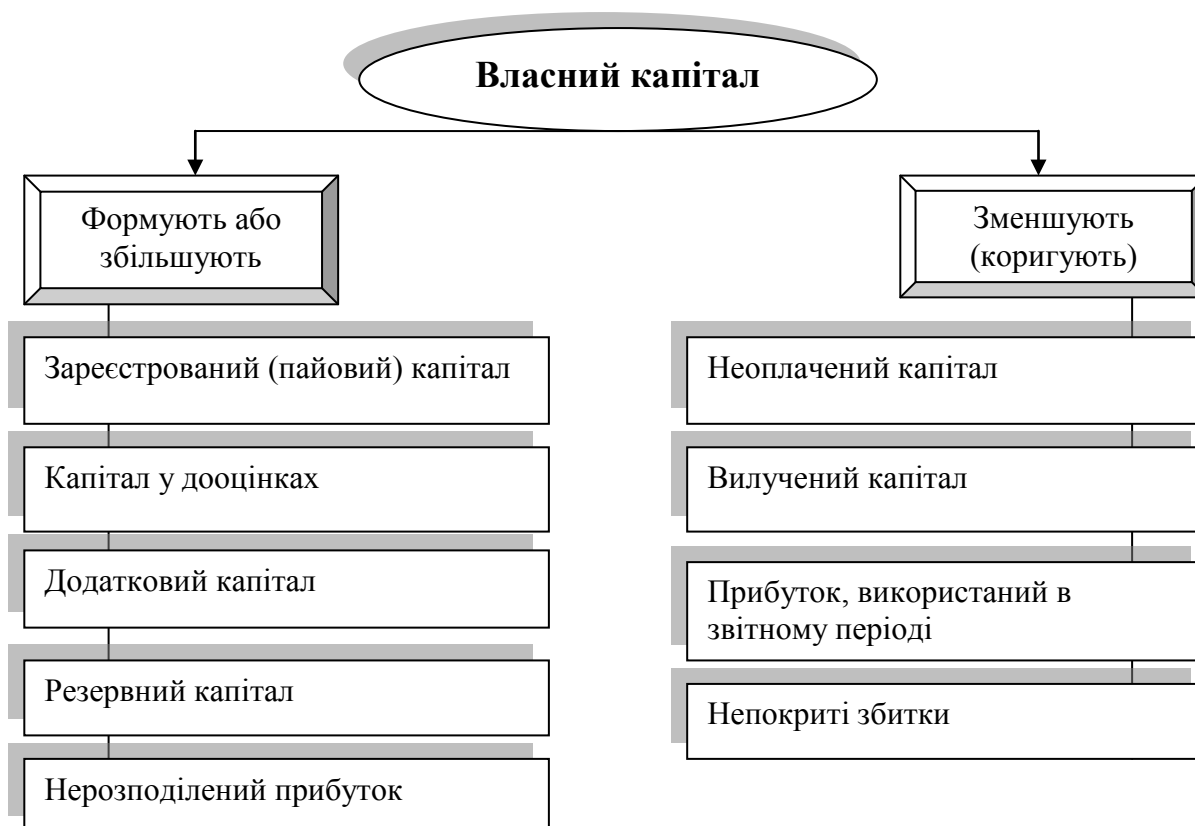 Власний капітал
Формують або
збільшують
Зареєстрований (пайовий) капітал
Капітал у дооцінках
Додатковий капітал
Резервний капітал
Нерозподілений прибуток
Зменшують
(коригують)
Неоплачений капітал
Вилучений капітал
Прибуток, використаний в
звітному періоді
Непокриті збитки